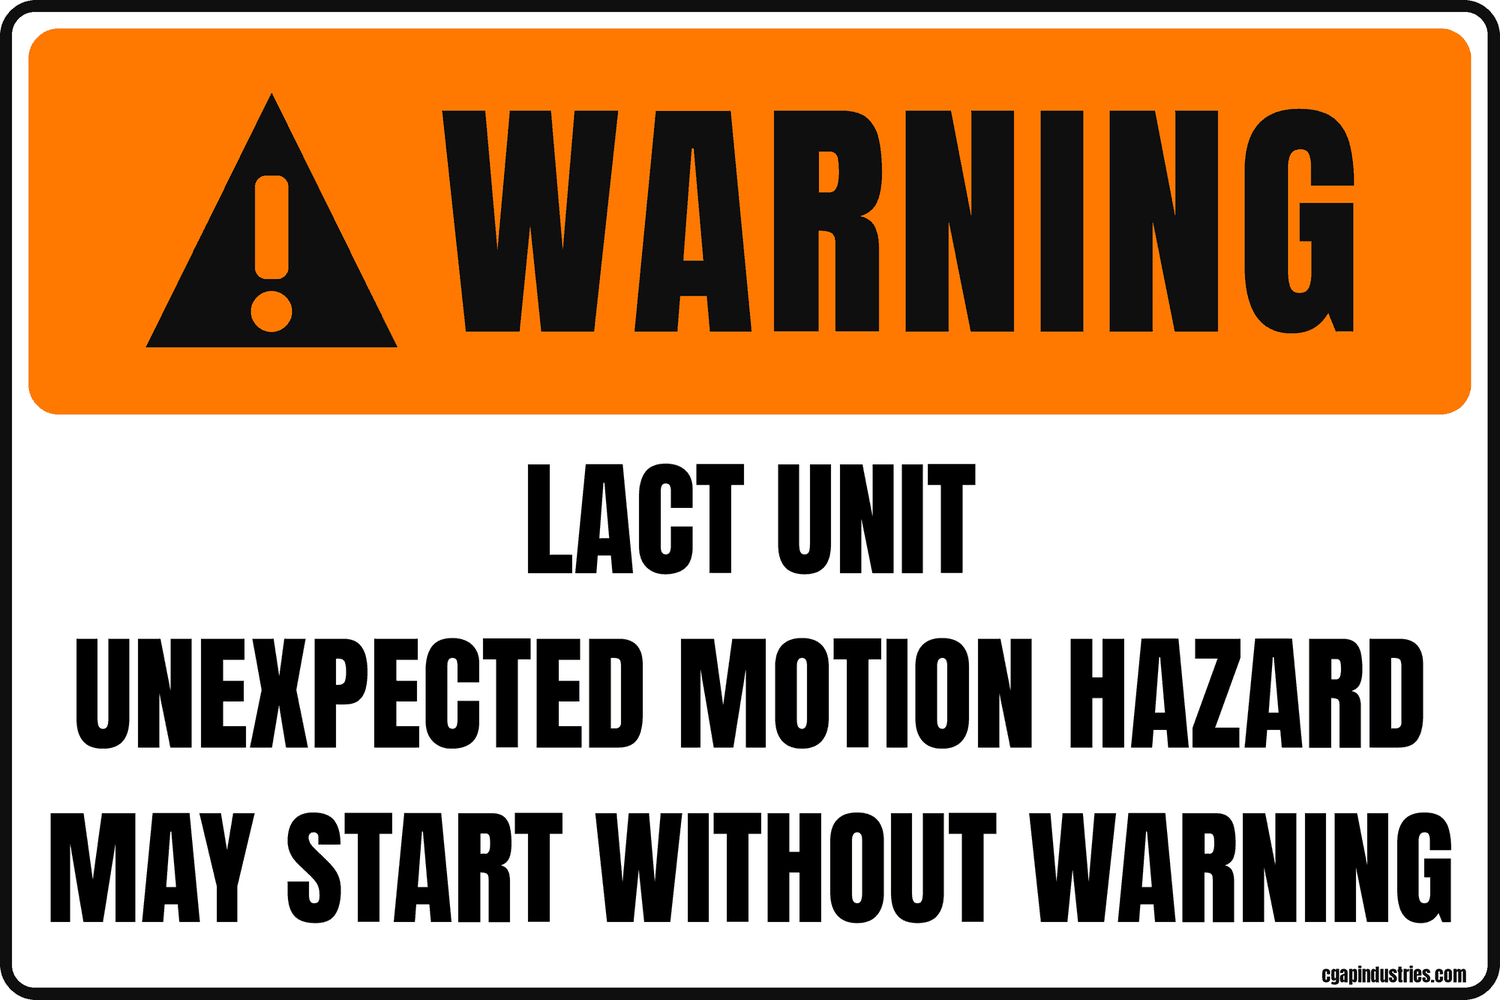 WARNING
LACT UNIT
UNEXPECTED MOTION HAZARD
MAY START WITHOUT WARNING
cgapindustries.com